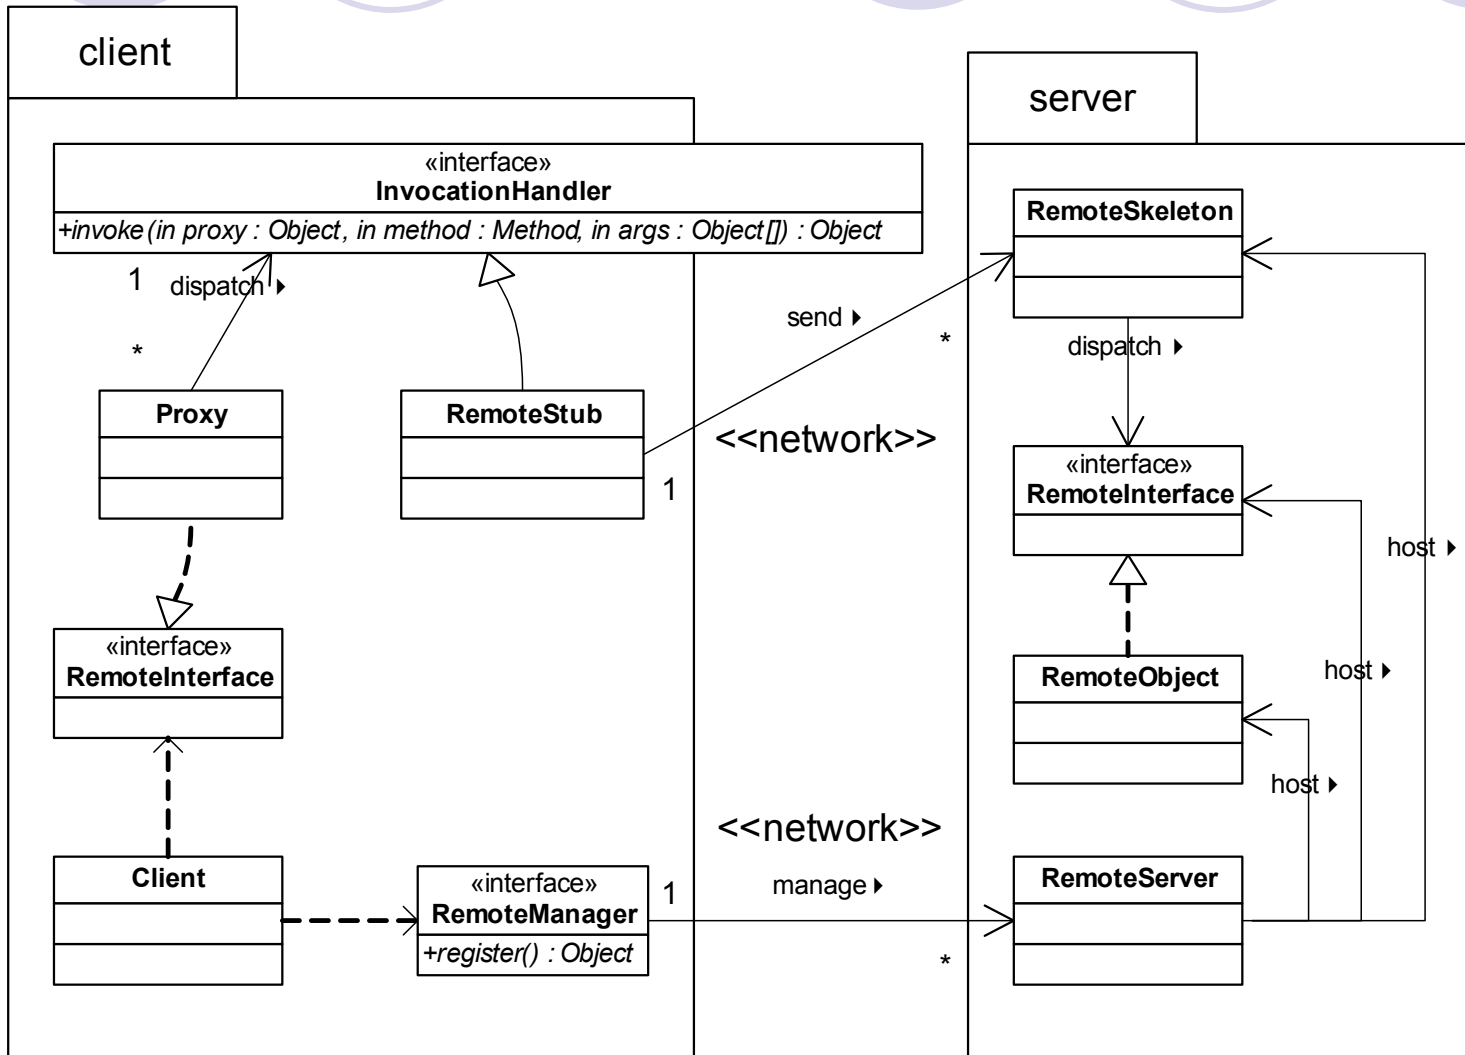 client
server
«interface»
InvocationHandler
+invoke(in proxy : Object, in method : Method, in args : Object[]) : Object
RemoteSkeleton
1
dispatch
send
*
*
dispatch
Proxy
RemoteStub
<<network>>
1
«interface»
RemoteInterface
host
«interface»
RemoteInterface
RemoteObject
host
host
<<network>>
Client
«interface»
RemoteManager
+register() : Object
1
manage
*
RemoteServer